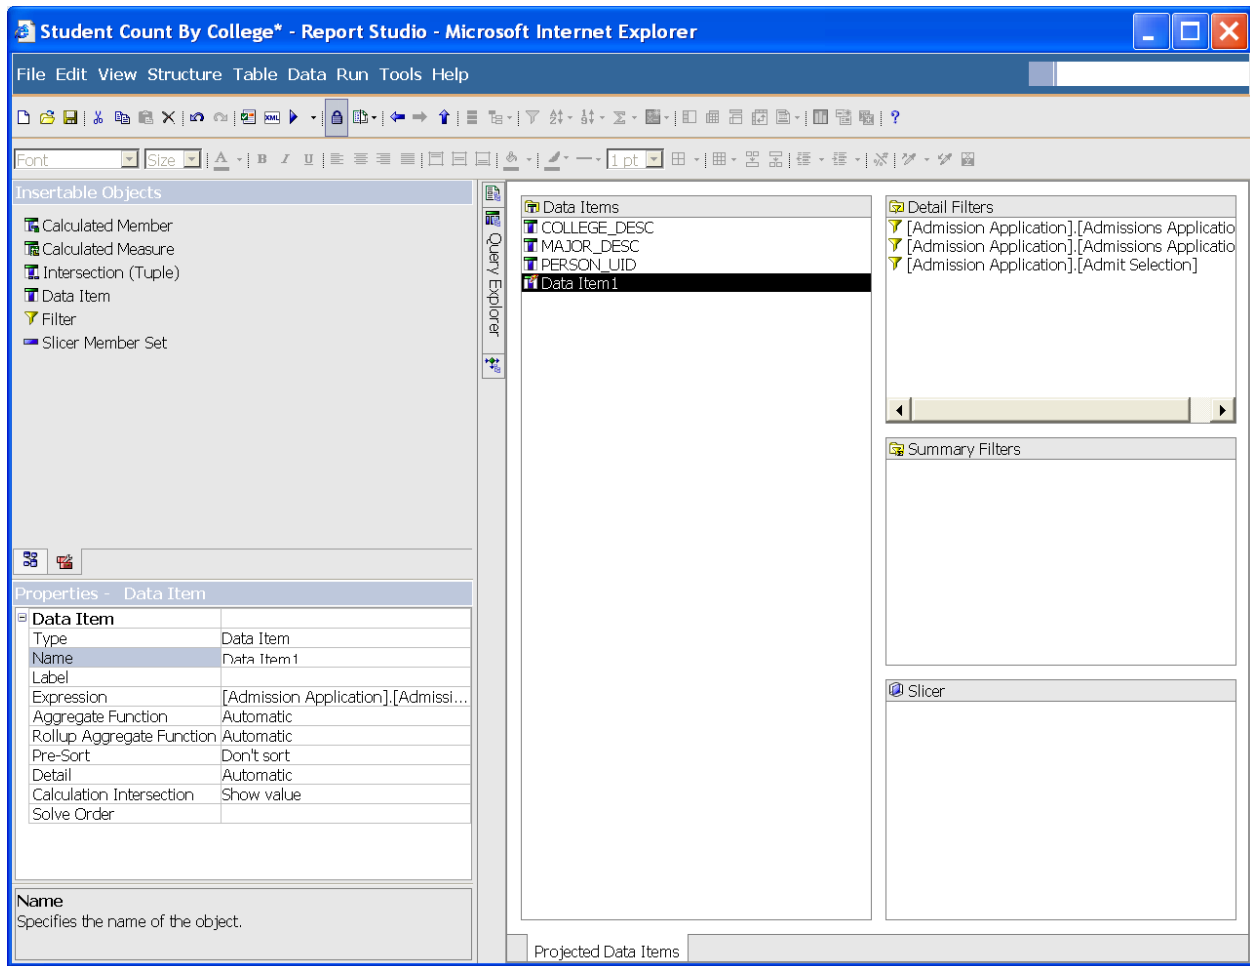 Student Count By College* - Report Studio - Microsoft Internet Explorer
File Edit View Structure Table Data Run Tools Help
Font Size A B I U 1 pt
Insertable Objects
Calculated Member
Calculated Measure
Intersection (Tuple)
Data Item
Filter
Slicer Member Set
Query Explorer
Properties - Data Item
Data Item
Type Data Item
Name Data Item1
Label
Expression [Admission Application].[Admissi...
Aggregate Function Automatic
Rollup Aggregate Function Automatic
Pre-Sort Don't sort
Detail Automatic
Calculation Intersection Show value
Solve Order
Name
Specifies the name of the object.
Data Items
COLLEGE_DESC
MAJOR_DESC
PERSON_UID
Data Item1
Projected Data Items
Detail Filters
[Admission Application].[Admissions Applicatio
[Admission Application].[Admissions Applicatio
[Admission Application].[Admit Selection]
Summary Filters
Slicer